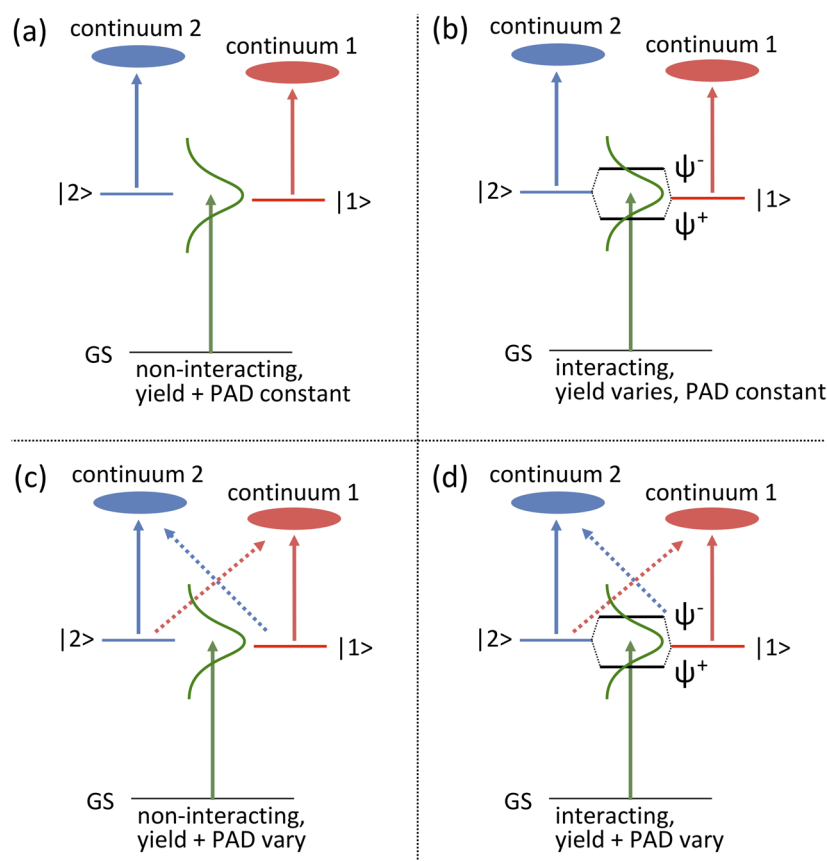 (a)
continuum 2
continuum 1
|2>
|1>
GS
non-interacting,
yield + PAD constant
(b)
continuum 2
continuum 1
ψ-
|2>
|1>
ψ+
GS
interacting,
yield varies, PAD constant
(c)
continuum 2
continuum 1
|2>
|1>
GS
non-interacting,
yield + PAD vary
(d)
continuum 2
continuum 1
ψ-
|2>
|1>
ψ+
GS
interacting,
yield + PAD vary